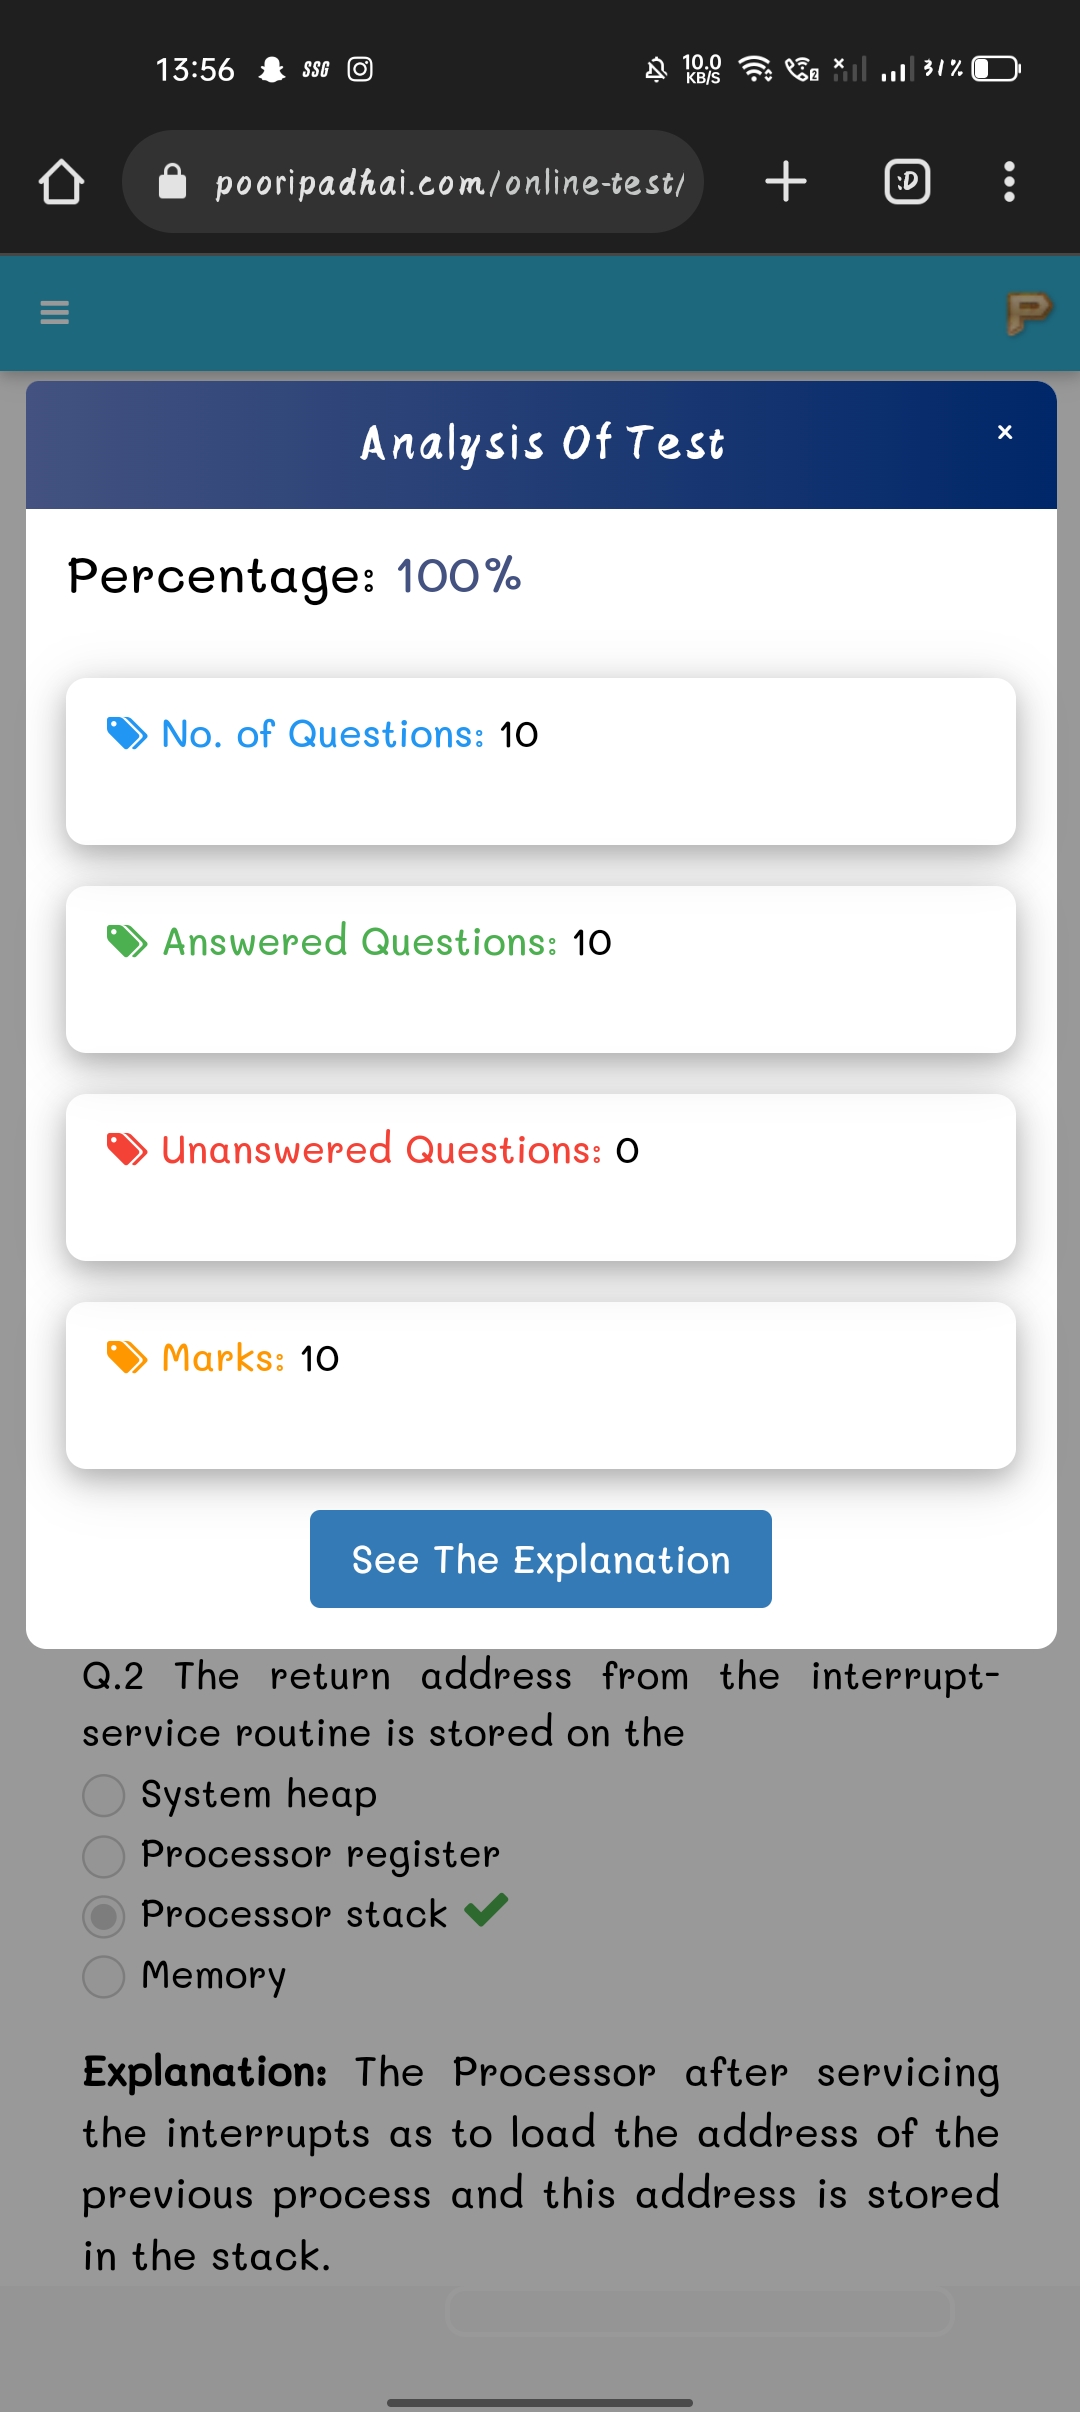 13:56 SSG 10.0 KB/S 2 31%
pooripadhai.com/online-test/ :D
P
Analysis Of Test ×
Percentage: 100%
No. of Questions: 10
Answered Questions: 10
Unanswered Questions: 0
Marks: 10
See The Explanation
Q.2 The return address from the interrupt-
service routine is stored on the
System heap
Processor register
Processor stack
Memory
Explanation: The Processor after servicing
the interrupts as to load the address of the
previous process and this address is stored
in the stack.